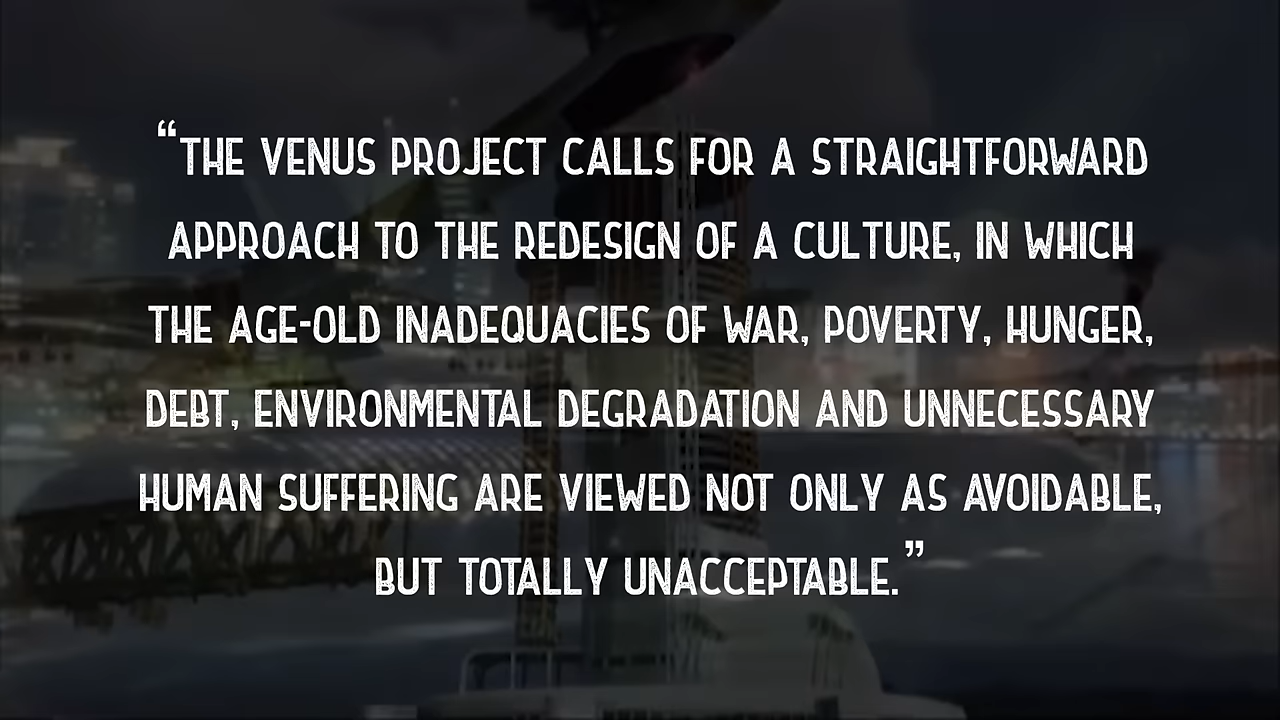 “THE VENUS PROJECT CALLS FOR A STRAIGHTFORWARD
APPROACH TO THE REDESIGN OF A CULTURE, IN WHICH
THE AGE-OLD INADEQUACIES OF WAR, POVERTY, HUNGER,
DEBT, ENVIRONMENTAL DEGRADATION AND UNNECESSARY
HUMAN SUFFERING ARE VIEWED NOT ONLY AS AVOIDABLE,
BUT TOTALLY UNACCEPTABLE.”